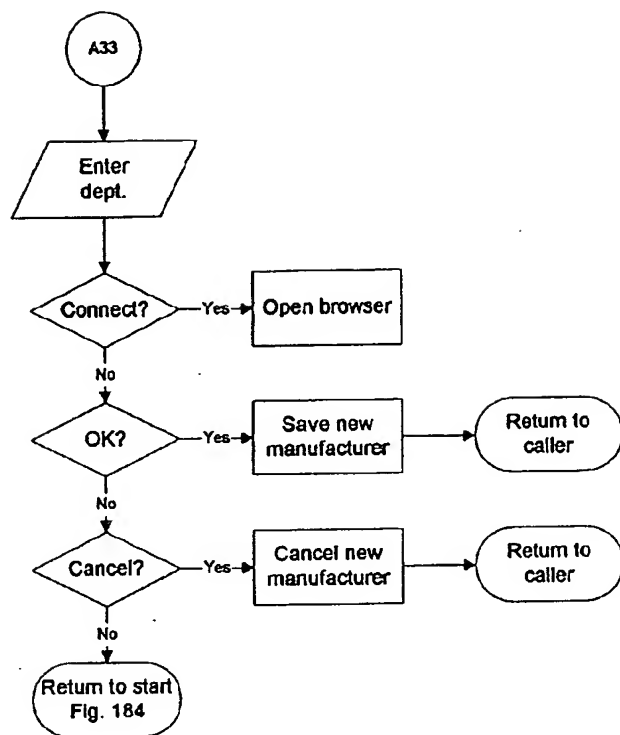 A33
Enter
dept.
Connect?
Yes
Open browser
No
OK?
Yes
Save new
manufacturer
Return to
caller
No
Cancel?
Yes
Cancel new
manufacturer
Return to
caller
No
Return to start
Fig. 184